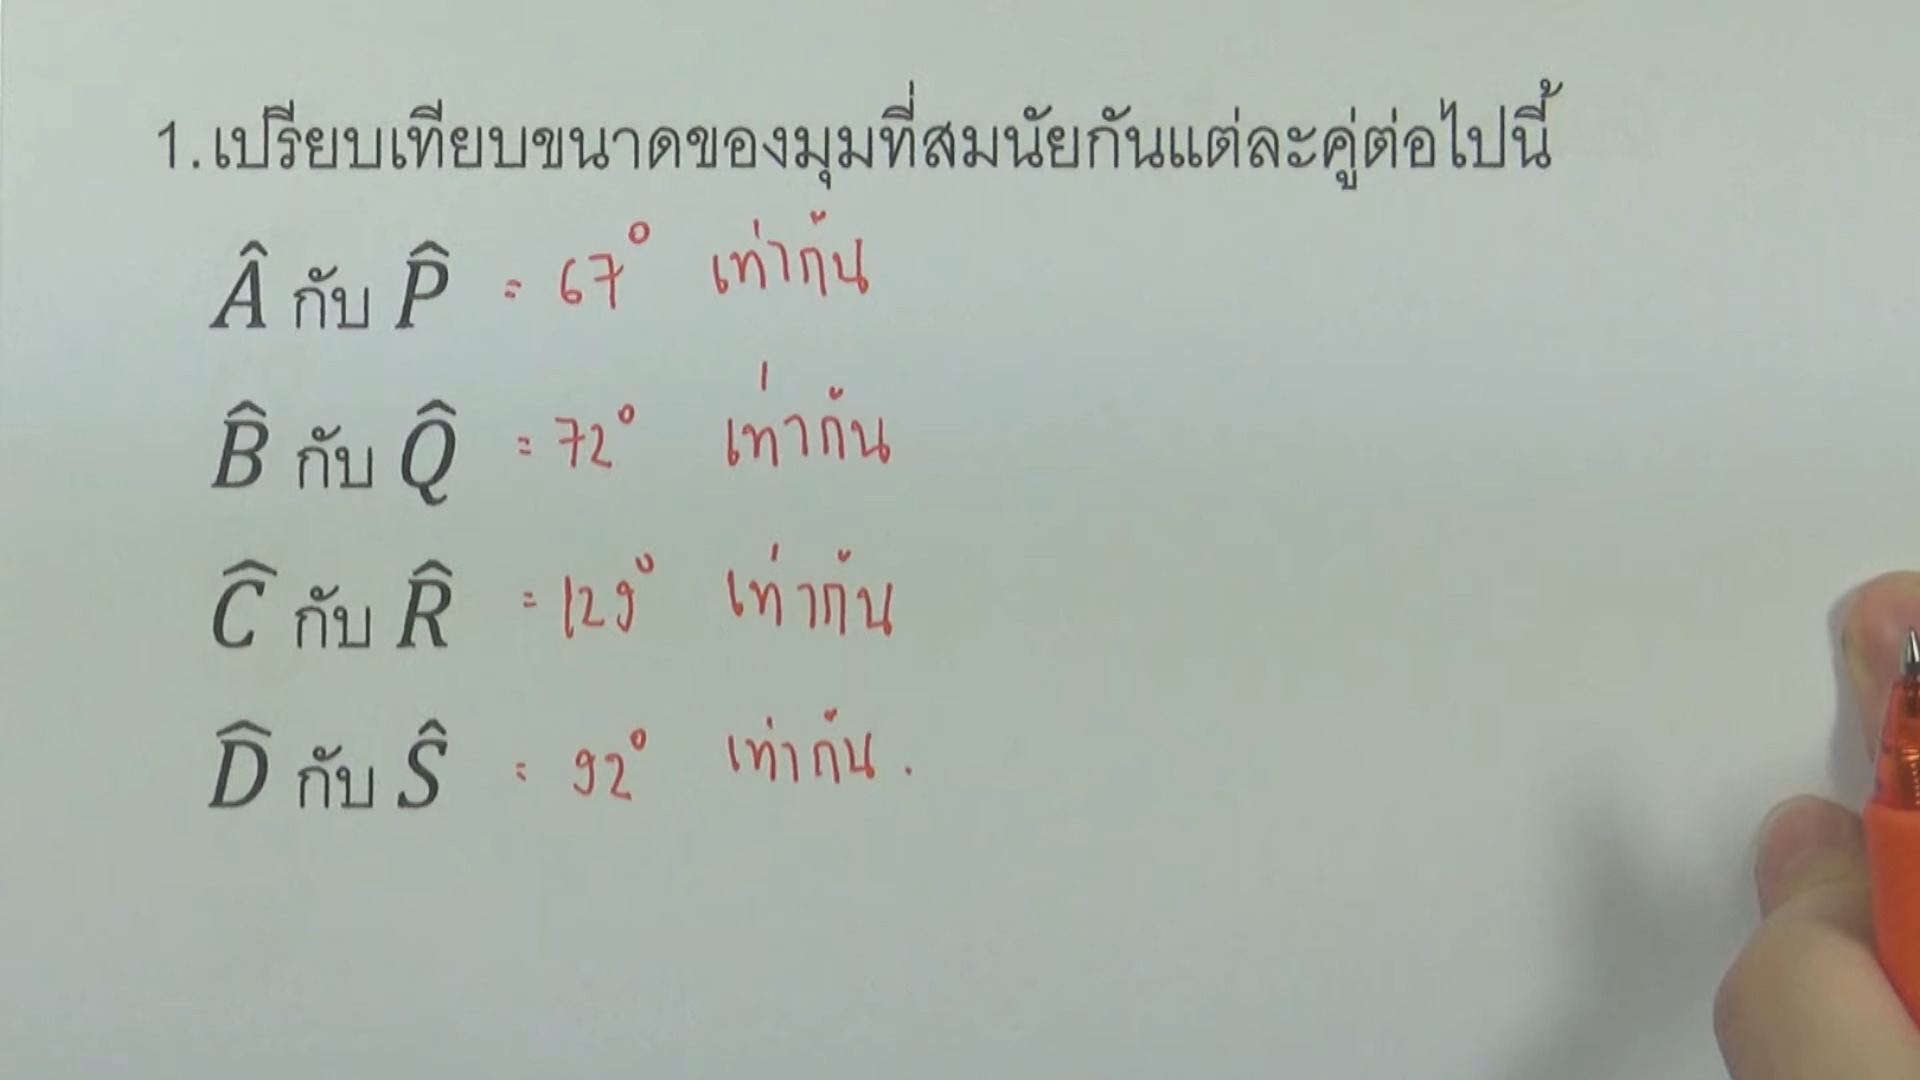 1. เปรียบเทียบขนาดของมุมที่สมนัยกันแต่ละคู่ต่อไปนี้
Â กับ P̂ = 67° เท่ากัน
B̂ กับ Q̂ = 72° เท่ากัน
Ĉ กับ R̂ = 129° เท่ากัน
D̂ กับ Ŝ = 92° เท่ากัน.